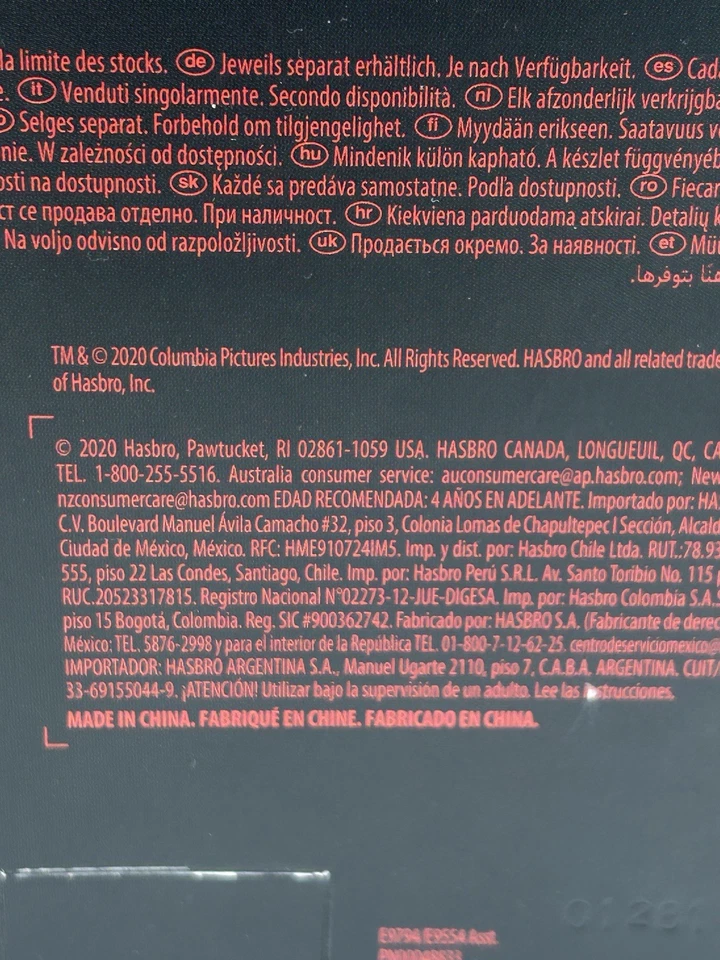 la limite des stocks. de Jeweils separat erhältlich. Je nach Verfügbarkeit. es Cad
e. it Venduti singolarmente. Secondo disponibilità. nl Elk afzonderlijk verkrijgb
Selges separat. Forbehold om tilgjengelighet. fi Myydään erikseen. Saatavuus v
nie. W zależności od dostępności. hu Mindenik külön kapható. A készlet függvényéb
osti na dostupnosti. sk Každé sa predáva samostatne. Podľa dostupnosti. ro Fiecar
ст се продава отделно. При наличност. hr Kiekviena parduodama atskirai. Detalių k
Na voljo odvisno od razpoložljivosti. uk Продається окремо. За наявності. et Müü
هنًا بتوفرها.
TM & © 2020 Columbia Pictures Industries, Inc. All Rights Reserved. HASBRO and all related trade
of Hasbro, Inc.
© 2020 Hasbro, Pawtucket, RI 02861-1059 USA. HASBRO CANADA, LONGUEUIL, QC, CA
TEL. 1-800-255-5516. Australia consumer service: auconsumercare@ap.hasbro.com; New
nzconsumercare@hasbro.com EDAD RECOMENDADA: 4 AÑOS EN ADELANTE. Importado por: HA
C.V. Boulevard Manuel Ávila Camacho #32, piso 3, Colonia Lomas de Chapultepec I Sección, Alcald
Ciudad de México, México. RFC: HME910724IM5. Imp. y dist. por: Hasbro Chile Ltda. RUT.:78.93
555, piso 22 Las Condes, Santiago, Chile. Imp. por: Hasbro Perú S.R.L. Av. Santo Toribio No. 115 p
RUC.20523317815. Registro Nacional N°02273-12-JUE-DIGESA. Imp. por: Hasbro Colombia S.A.S
piso 15 Bogotá, Colombia. Reg. SIC #900362742. Fabricado por: HASBRO S.A. (Fabricante de derec
México: TEL. 5876-2998 y para el interior de la República TEL. 01-800-7-12-62-25. centrodeserviciomexico@
IMPORTADOR: HASBRO ARGENTINA S.A., Manuel Ugarte 2110, piso 7, C.A.B.A. ARGENTINA. CUIT/
33-69155044-9. ¡ATENCIÓN! Utilizar bajo la supervisión de un adulto. Lee las instrucciones.
MADE IN CHINA. FABRIQUÉ EN CHINE. FABRICADO EN CHINA.
E9794/E9554 Asst.